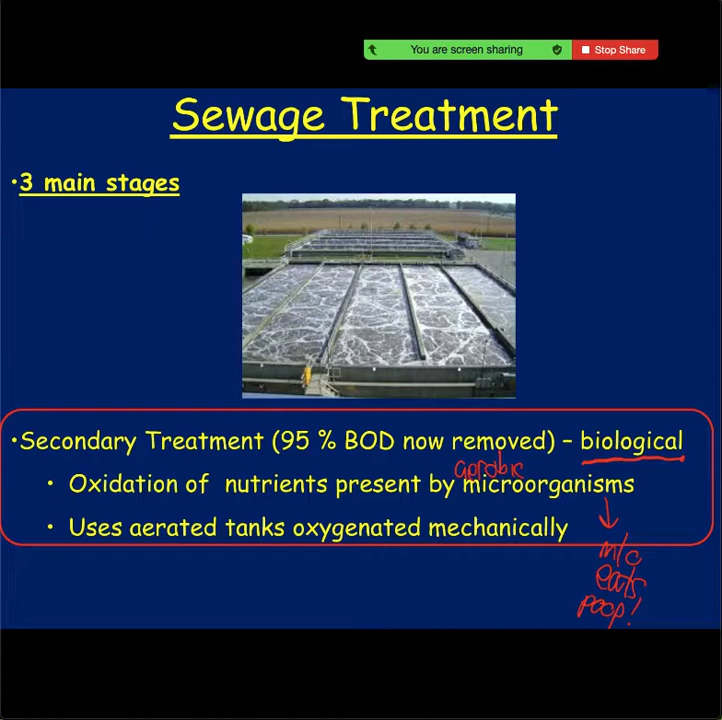 You are screen sharing
Stop Share
Sewage Treatment
•3 main stages
•Secondary Treatment (95 % BOD now removed) – biological
aerobic
• Oxidation of nutrients present by microorganisms
• Uses aerated tanks oxygenated mechanically
m/o
eats
poop!